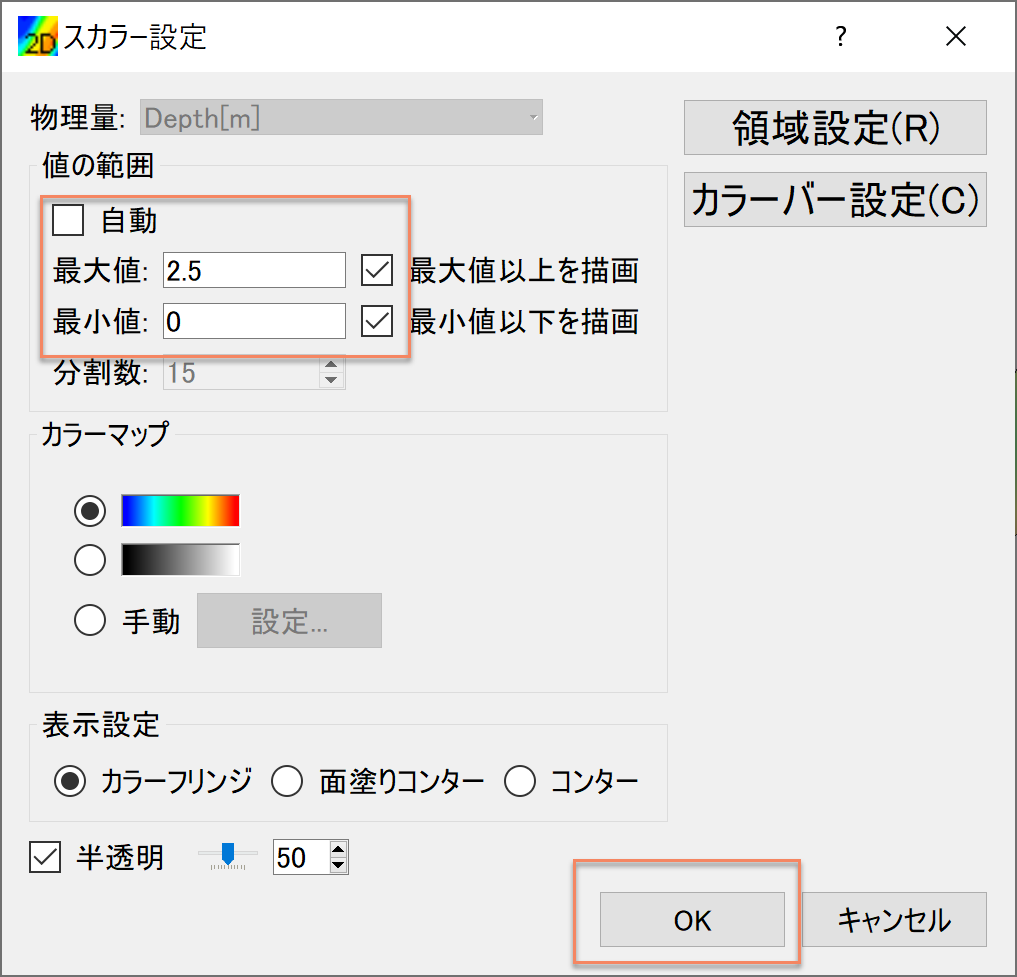 2D スカラー設定 ?
物理量: Depth[m]
領域設定(R)
値の範囲
カラーバー設定(C)
自動
最大値: 2.5 最大値以上を描画
最小値: 0 最小値以下を描画
分割数: 15
カラーマップ
手動 設定...
表示設定
カラーフリンジ 面塗りコンター コンター
半透明 50
OK キャンセル